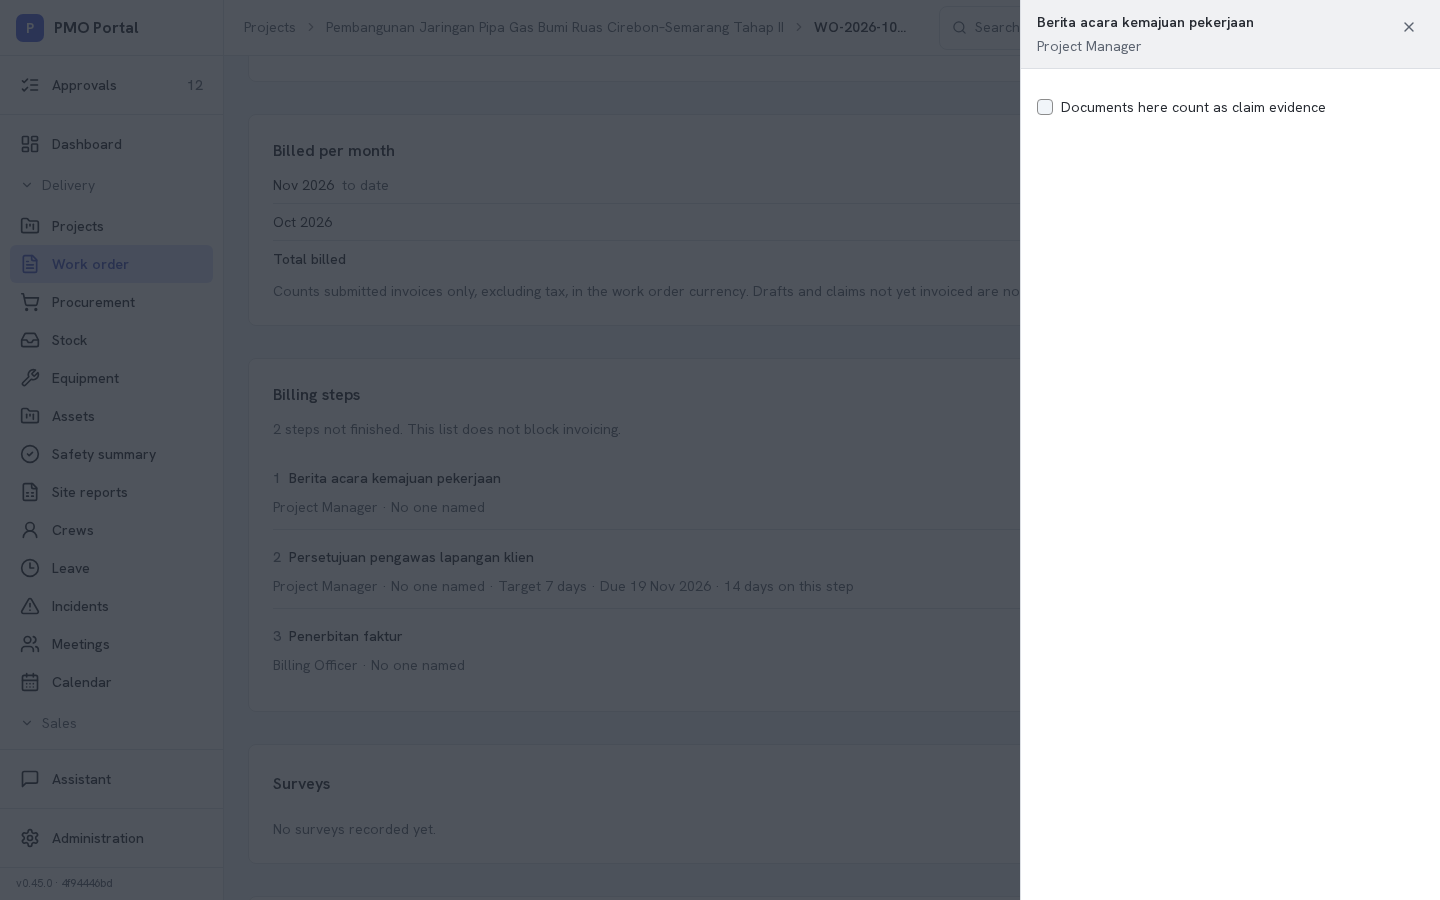 P PMO Portal
Approvals 12
Dashboard
Delivery
Projects
Work order
Procurement
Stock
Equipment
Assets
Safety summary
Site reports
Crews
Leave
Incidents
Meetings
Calendar
Sales
Assistant
Administration
v0.45.0 · 4f94446bd
Projects > Pembangunan Jaringan Pipa Gas Bumi Ruas Cirebon–Semarang Tahap II > WO-2026-10...
Search
Billed per month
Nov 2026 to date
Oct 2026
Total billed
Counts submitted invoices only, excluding tax, in the work order currency. Drafts and claims not yet invoiced are no
Billing steps
2 steps not finished. This list does not block invoicing.
1 Berita acara kemajuan pekerjaan
Project Manager · No one named
2 Persetujuan pengawas lapangan klien
Project Manager · No one named · Target 7 days · Due 19 Nov 2026 · 14 days on this step
3 Penerbitan faktur
Billing Officer · No one named
Surveys
No surveys recorded yet.
Berita acara kemajuan pekerjaan
Project Manager
Documents here count as claim evidence